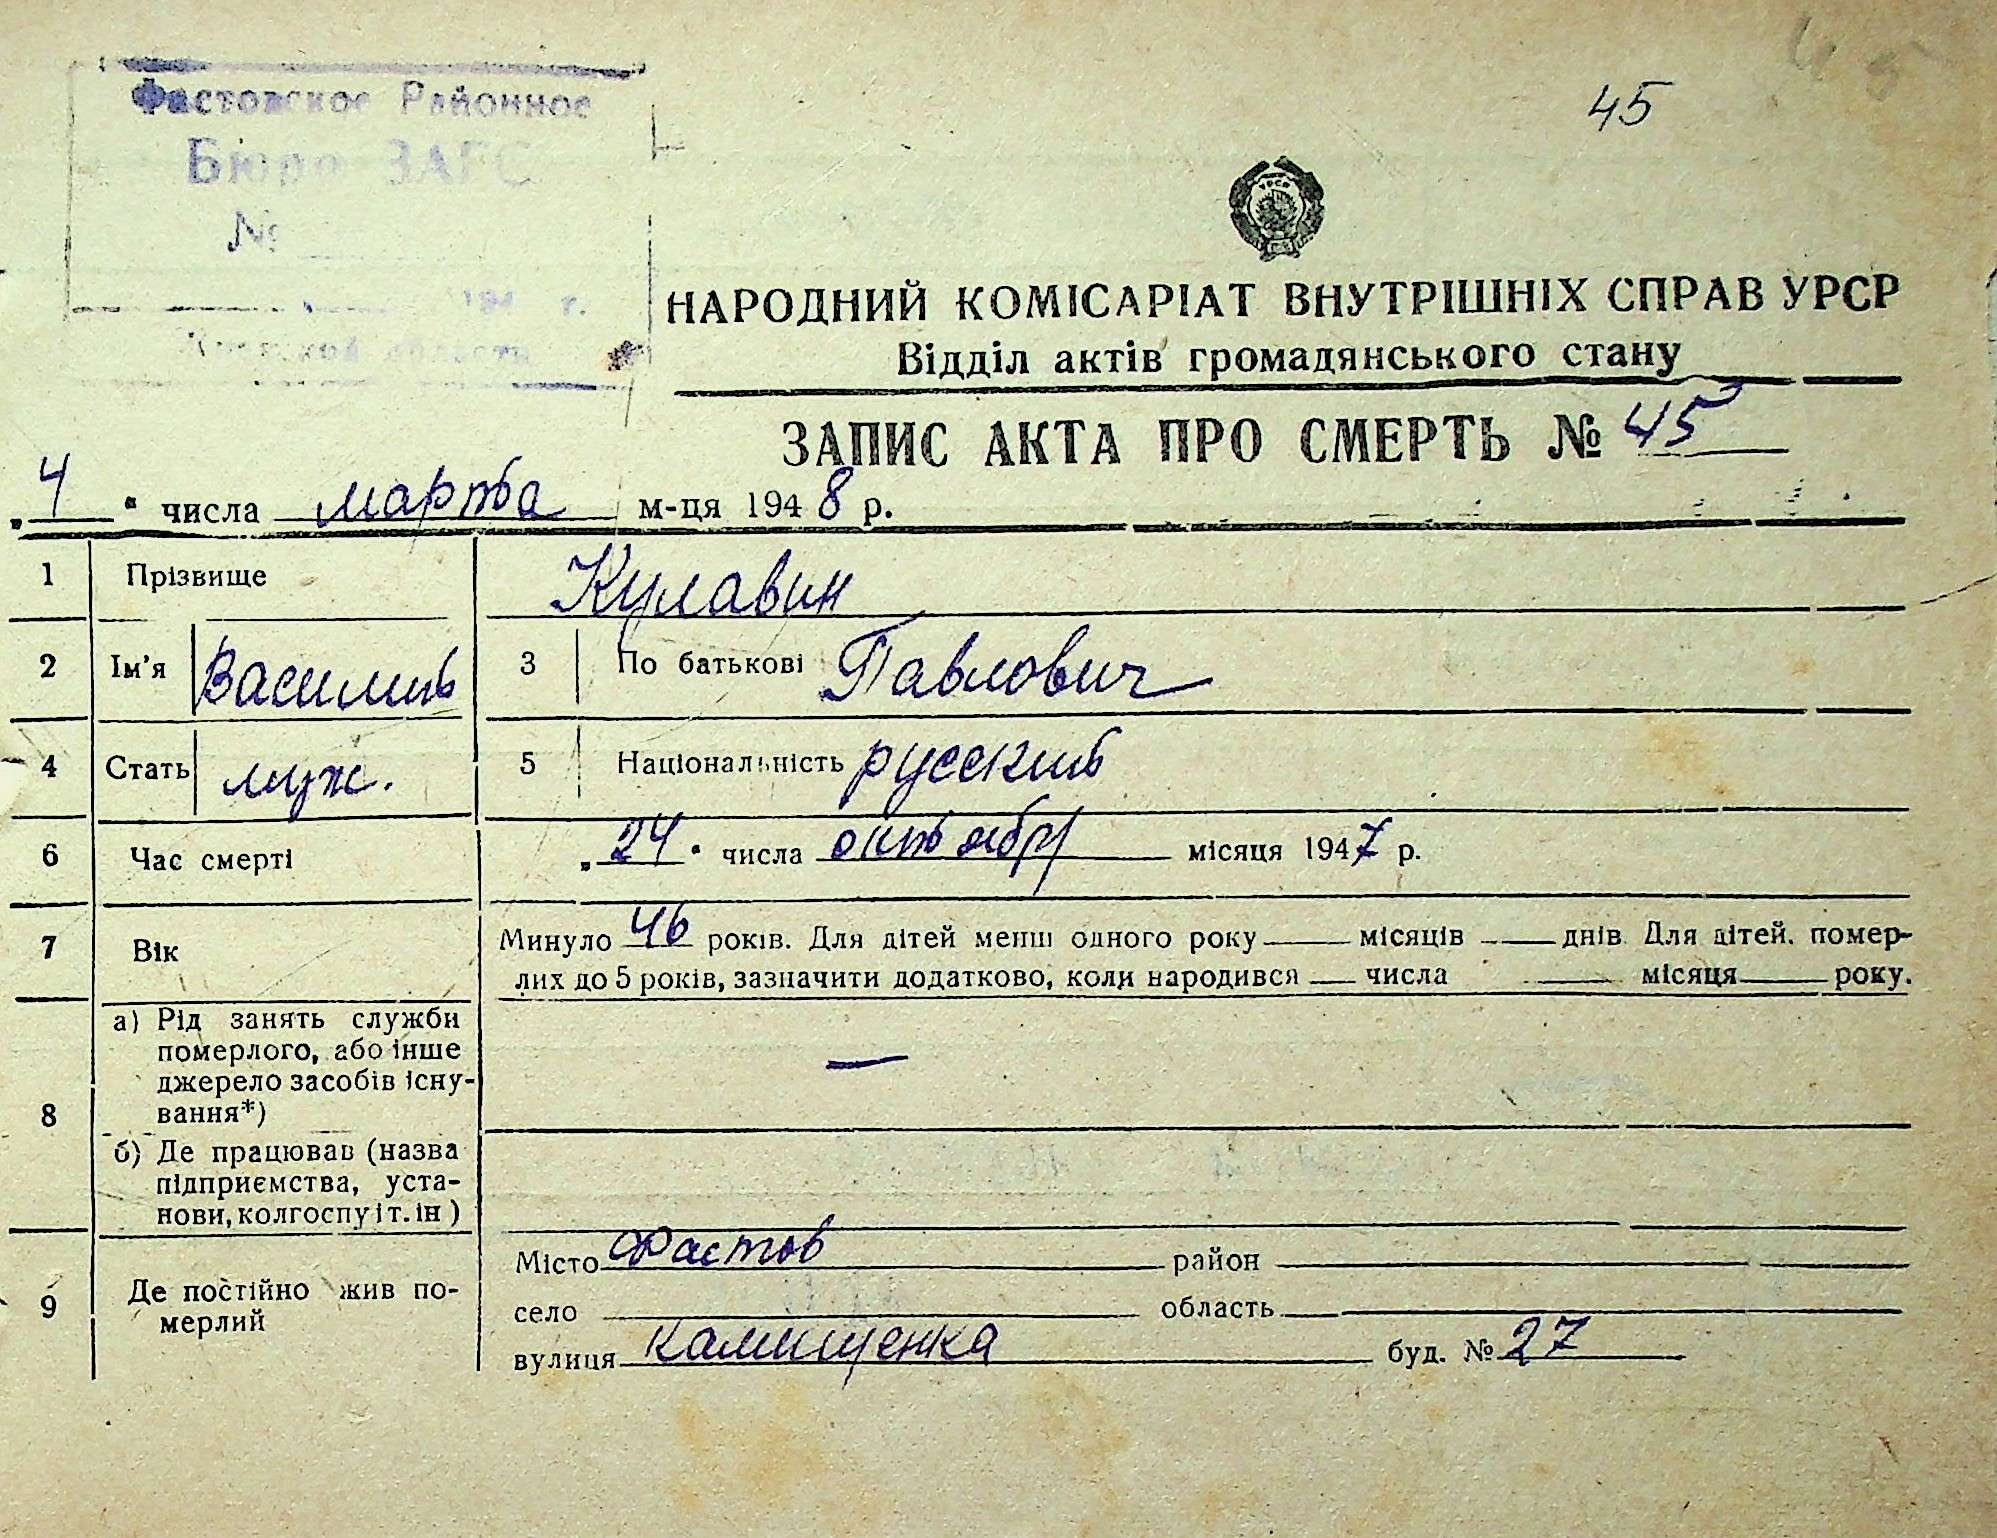 45
Фастовское Районное
Бюро ЗАГС
№
194 г.
области
УРСР
НАРОДНИЙ КОМІСАРІАТ ВНУТРІШНІХ СПРАВ УРСР
Відділ актів громадянського стану
ЗАПИС АКТА ПРО СМЕРТЬ № 45
„4“ числа марта м-ця 1948 р.
1 Прізвище Кулавин
2 Ім'я Василий 3 По батькові Павлович
4 Стать муж. 5 Національність русский
6 Час смерті „24“ числа октября місяця 1947 р.
7 Вік Минуло 46 років. Для дітей менш одного року — місяців — днів Для дітей, помер-
лих до 5 років, зазначити додатково, коли народився — числа — місяця — року.
8 а) Рід занять служби
померлого, або інше
джерело засобів існу-
вання*) —
б) Де працював (назва
підприємства, уста-
нови, колгоспу і т. ін)
9 Де постійно жив по-
мерлий
Місто Фастов район
село область
вулиця Камищенка буд. № 27